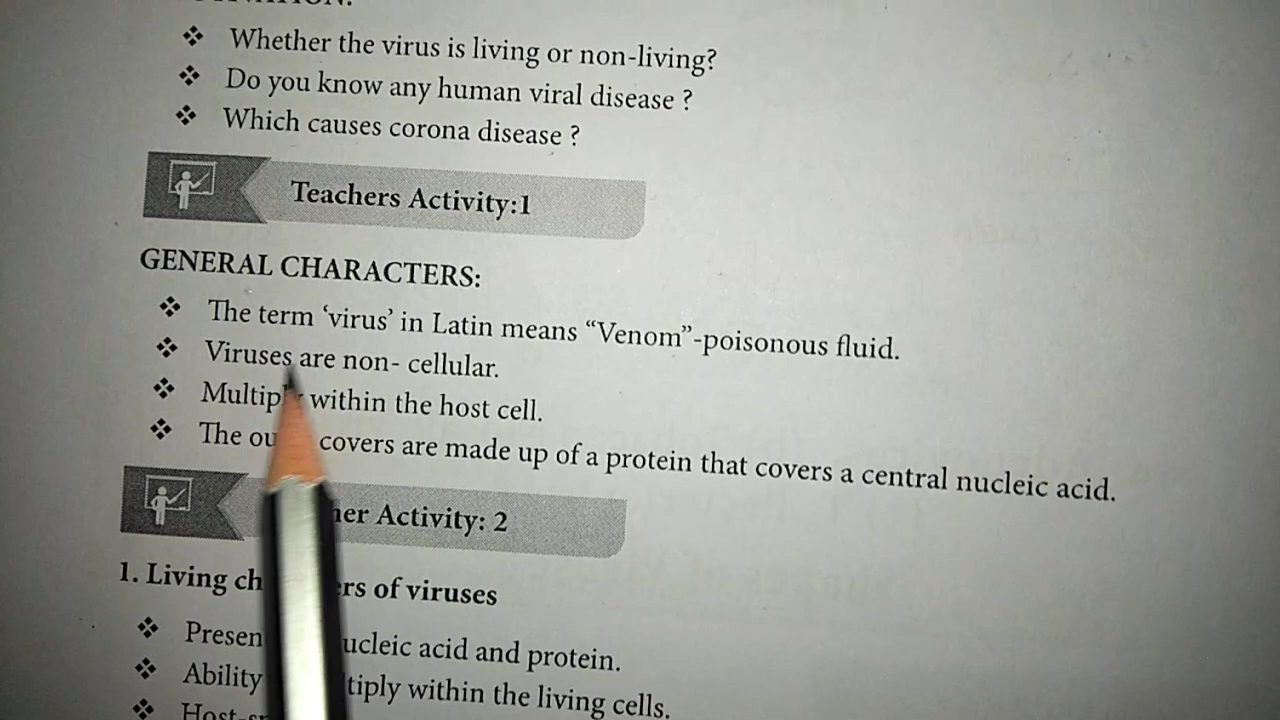 Whether the virus is living or non-living?
Do you know any human viral disease ?
Which causes corona disease ?
Teachers Activity:1
GENERAL CHARACTERS:
The term ‘virus’ in Latin means “Venom”-poisonous fluid.
Viruses are non- cellular.
Multiply within the host cell.
The covers are made up of a protein that covers a central nucleic acid.
Activity: 2
1. Living of viruses
nucleic acid and protein.
Ability within the living cells.